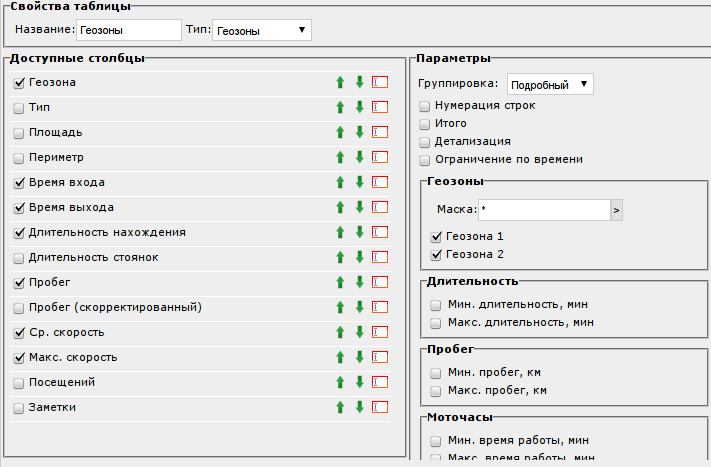 Свойства таблицы
Название: Геозоны Тип: Геозоны
Доступные столбцы
Геозона
Тип
Площадь
Периметр
Время входа
Время выхода
Длительность нахождения
Длительность стоянок
Пробег
Пробег (скорректированный)
Ср. скорость
Макс. скорость
Посещений
Заметки
Параметры
Группировка: Подробный
Нумерация строк
Итого
Детализация
Ограничение по времени
Геозоны
Маска: * >
Геозона 1
Геозона 2
Длительность
Мин. длительность, мин
Макс. длительность, мин
Пробег
Мин. пробег, км
Макс. пробег, км
Моточасы
Мин. время работы, мин
Макс. время работы, мин